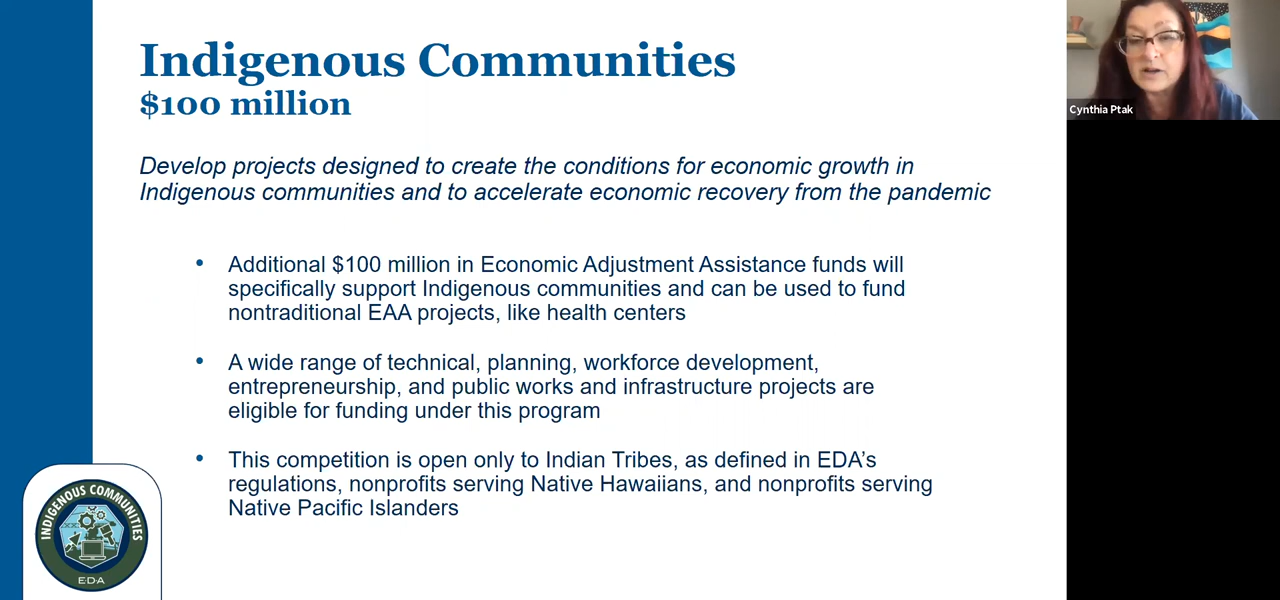 Indigenous Communities
$100 million
Develop projects designed to create the conditions for economic growth in
Indigenous communities and to accelerate economic recovery from the pandemic
• Additional $100 million in Economic Adjustment Assistance funds will
specifically support Indigenous communities and can be used to fund
nontraditional EAA projects, like health centers
• A wide range of technical, planning, workforce development,
entrepreneurship, and public works and infrastructure projects are
eligible for funding under this program
• This competition is open only to Indian Tribes, as defined in EDA’s
regulations, nonprofits serving Native Hawaiians, and nonprofits serving
Native Pacific Islanders
INDIGENOUS COMMUNITIES
E·D·A
Cynthia Ptak